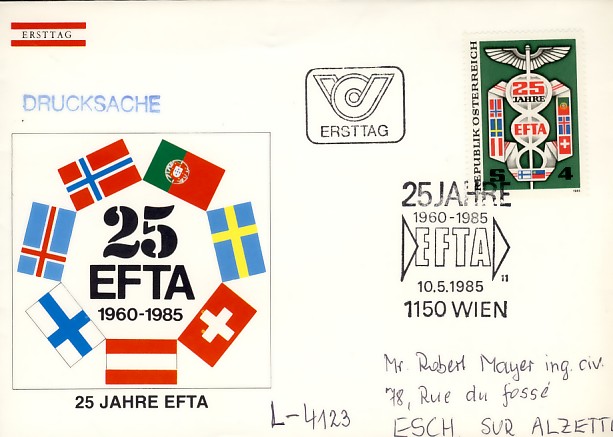 ERSTTAG
DRUCKSACHE
ERSTTAG
REPUBLIK ÖSTERREICH
25
JAHRE
EFTA
S 4
1985
25 JAHRE
1960-1985
EFTA
10.5.1985
1150 WIEN
25
EFTA
1960-1985
25 JAHRE EFTA
Mr. Robert Mayer ing. civ.
78, Rue du fossé
L-4123
ESCH SUR ALZETT